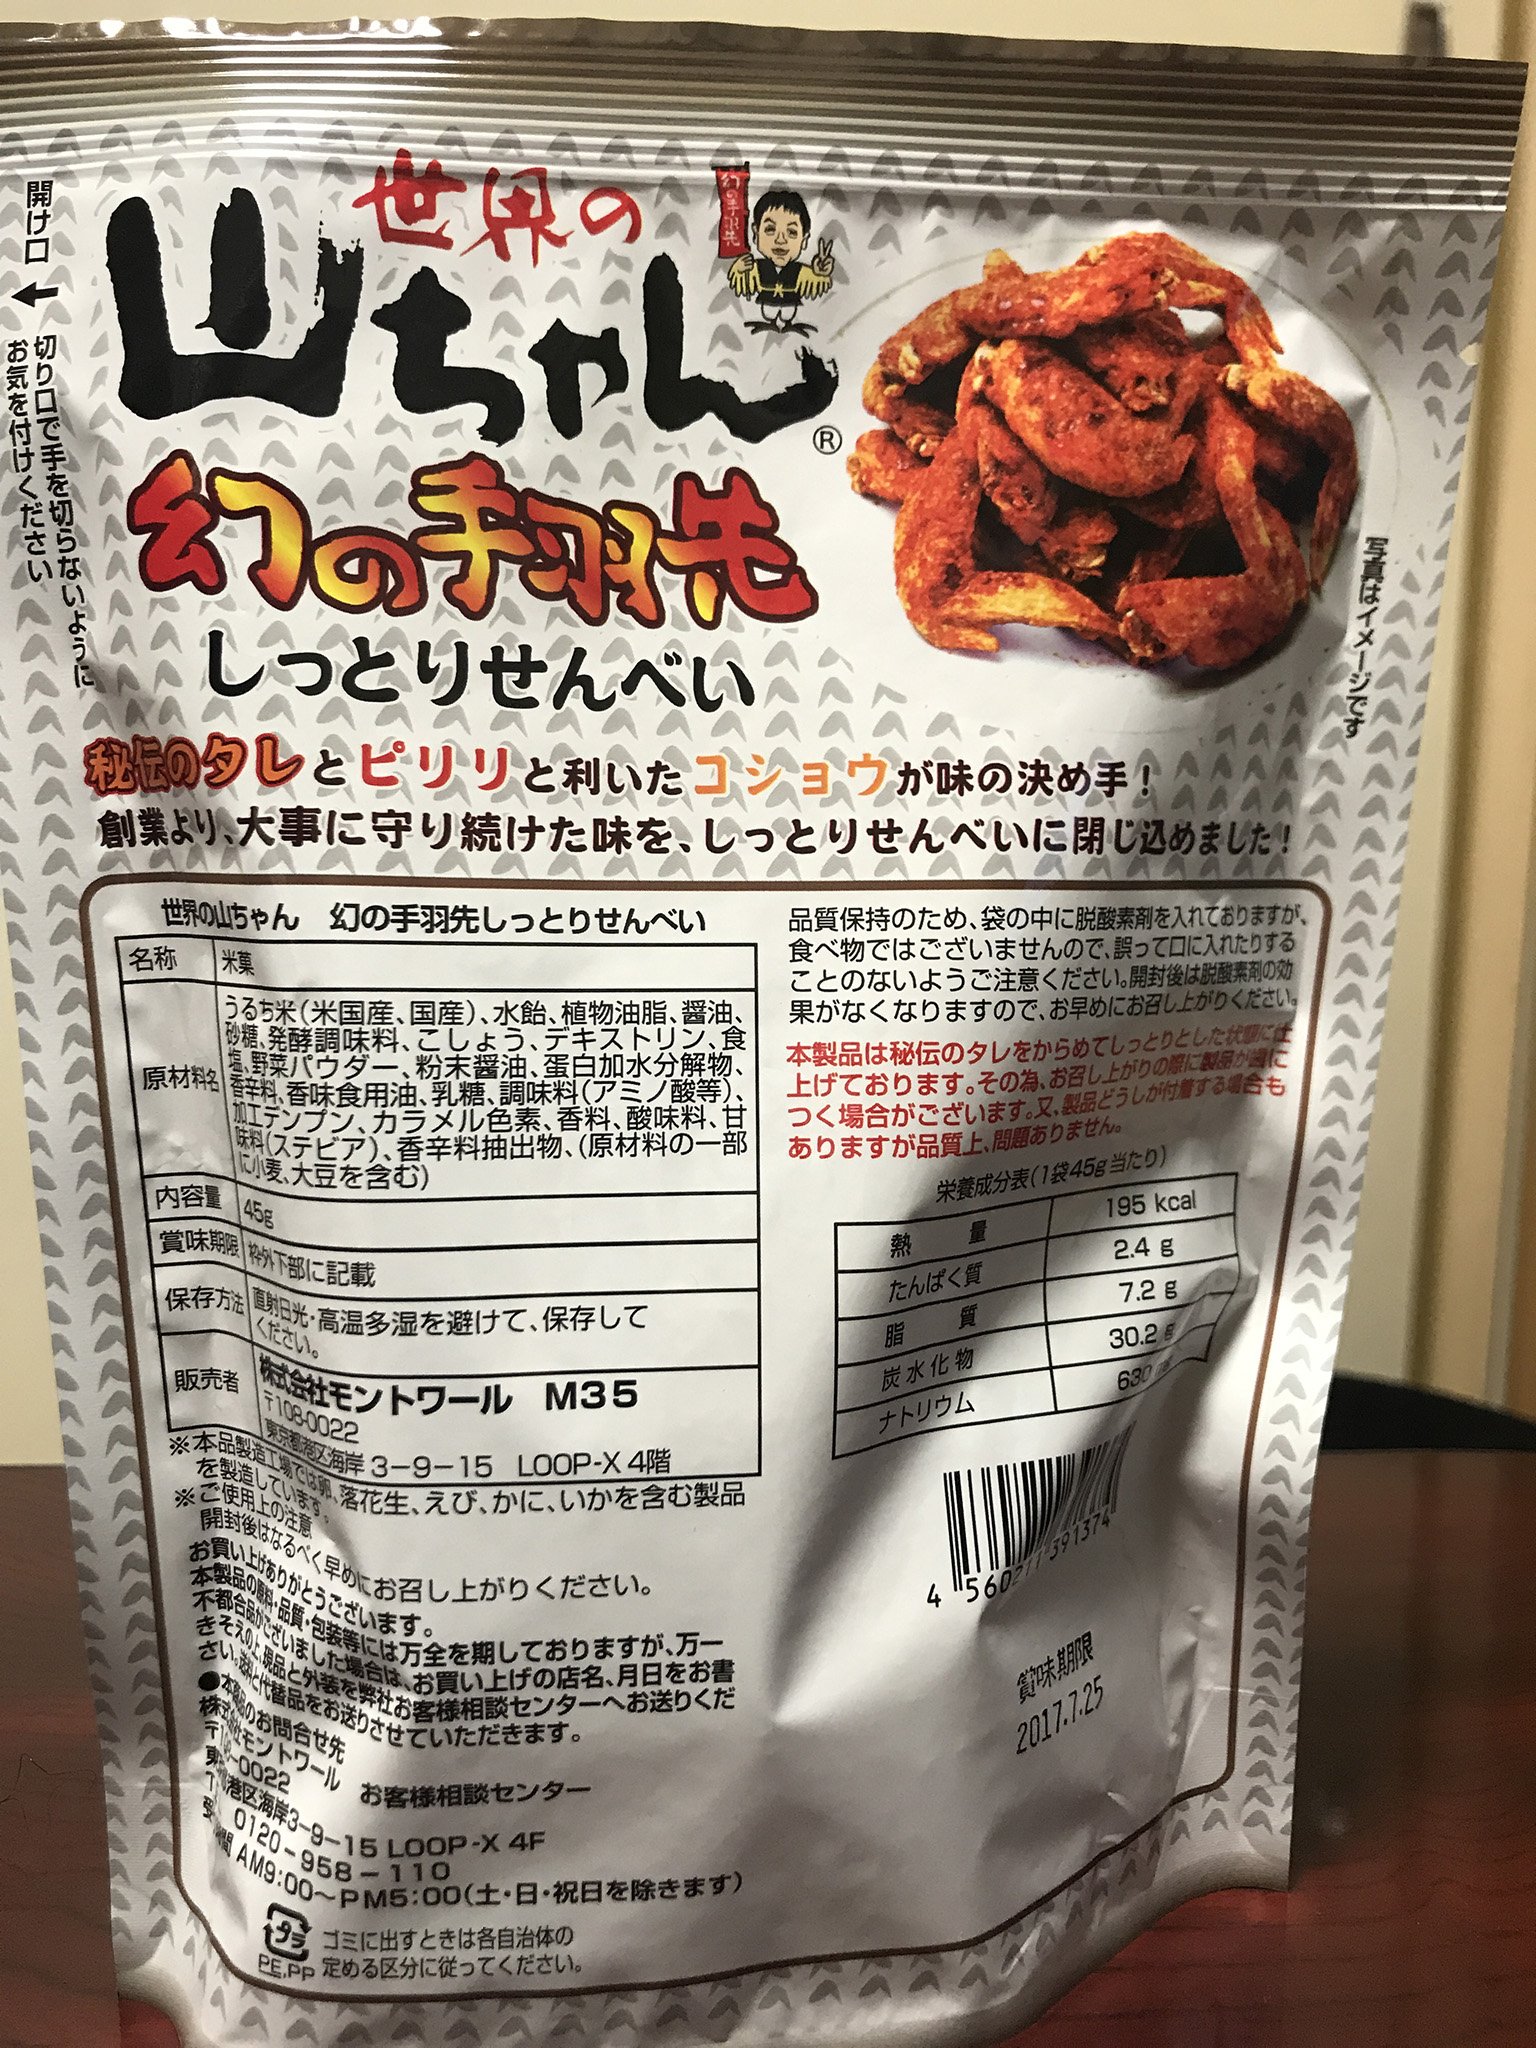 開け口
切り口で手を切らないように
お気を付けください
世界の
幻の手羽先
山ちゃん®
幻の手羽先
しっとりせんべい
写真はイメージです
秘伝のタレとピリリと利いたコショウが味の決め手!
創業より、大事に守り続けた味を、しっとりせんべいに閉じ込めました!
世界の山ちゃん 幻の手羽先しっとりせんべい
名称 米菓
原材料名 うるち米(米国産、国産)、水飴、植物油脂、醤油、
砂糖、発酵調味料、こしょう、デキストリン、食
塩、野菜パウダー、粉末醤油、蛋白加水分解物、
香辛料、香味食用油、乳糖、調味料(アミノ酸等)、
加工デンプン、カラメル色素、香料、酸味料、甘
味料(ステビア)、香辛料抽出物、(原材料の一部
に小麦、大豆を含む)
内容量 45g
賞味期限 枠外下部に記載
保存方法 直射日光・高温多湿を避けて、保存して
ください。
販売者 株式会社モントワール M35
〒108-0022
東京都港区海岸3-9-15 LOOP-X 4階
※本品製造工場では卵、落花生、えび、かに、いかを含む製品
を製造しています。
※ご使用上の注意
開封後はなるべく早めにお召し上がりください。
お買い上げありがとうございます。
本製品の原料・品質・包装等には万全を期しておりますが、万一
不都合品がございました場合は、お買い上げの店名、月日をお書
きそえの上、現品と外装を弊社お客様相談センターへお送りくだ
さい。送料と代替品をお送りさせていただきます。
●本製品のお問合せ先
株式会社モントワール お客様相談センター
〒108-0022
東京都港区海岸3-9-15 LOOP-X 4F
0120-958-110
AM9:00~PM5:00(土・日・祝日を除きます)
プラ
PE,PP
ゴミに出すときは各自治体の
定める区分に従ってください。
品質保持のため、袋の中に脱酸素剤を入れておりますが、
食べ物ではございませんので、誤って口に入れたりする
ことのないようご注意ください。開封後は脱酸素剤の効
果がなくなりますので、お早めにお召し上がりください。
本製品は秘伝のタレをからめてしっとりとした状態に仕
上げております。その為、お召し上がりの際に製品が歯に
つく場合がございます。又、製品どうしが付着する場合も
ありますが品質上、問題ありません。
栄養成分表(1袋45g当たり)
熱量 195 kcal
たんぱく質 2.4 g
脂質 7.2 g
炭水化物 30.2 g
ナトリウム 630
4 560271 391374
賞味期限
2017.7.25